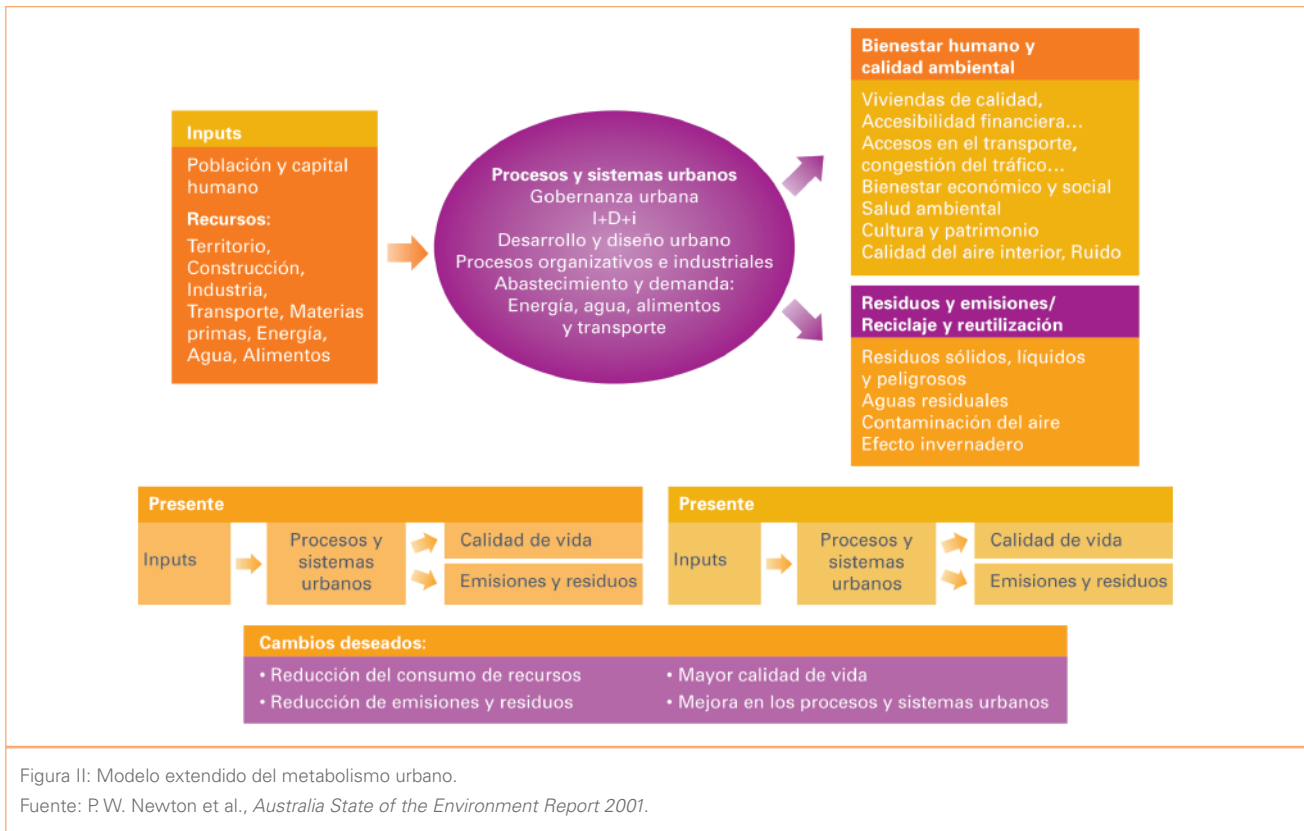 Inputs
Población y capital
humano
Recursos:
Territorio,
Construcción,
Industria,
Transporte, Materias
primas, Energía,
Agua, Alimentos
Procesos y sistemas urbanos
Gobernanza urbana
I+D+i
Desarrollo y diseño urbano
Procesos organizativos e industriales
Abastecimiento y demanda:
Energía, agua, alimentos
y transporte
Bienestar humano y
calidad ambiental
Viviendas de calidad,
Accesibilidad financiera...
Accesos en el transporte,
congestión del tráfico...
Bienestar económico y social
Salud ambiental
Cultura y patrimonio
Calidad del aire interior, Ruido
Residuos y emisiones/
Reciclaje y reutilización
Residuos sólidos, líquidos
y peligrosos
Aguas residuales
Contaminación del aire
Efecto invernadero
Presente
Inputs
Procesos y
sistemas
urbanos
Calidad de vida
Emisiones y residuos
Presente
Inputs
Procesos y
sistemas
urbanos
Calidad de vida
Emisiones y residuos
Cambios deseados:
• Reducción del consumo de recursos
• Reducción de emisiones y residuos
• Mayor calidad de vida
• Mejora en los procesos y sistemas urbanos
Figura II: Modelo extendido del metabolismo urbano.
Fuente: P. W. Newton et al., Australia State of the Environment Report 2001.